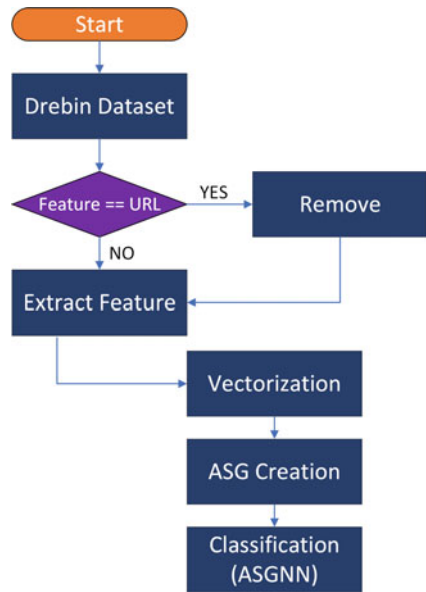 Start
Drebin Dataset
Feature == URL
YES
Remove
NO
Extract Feature
Vectorization
ASG Creation
Classification
(ASGNN)